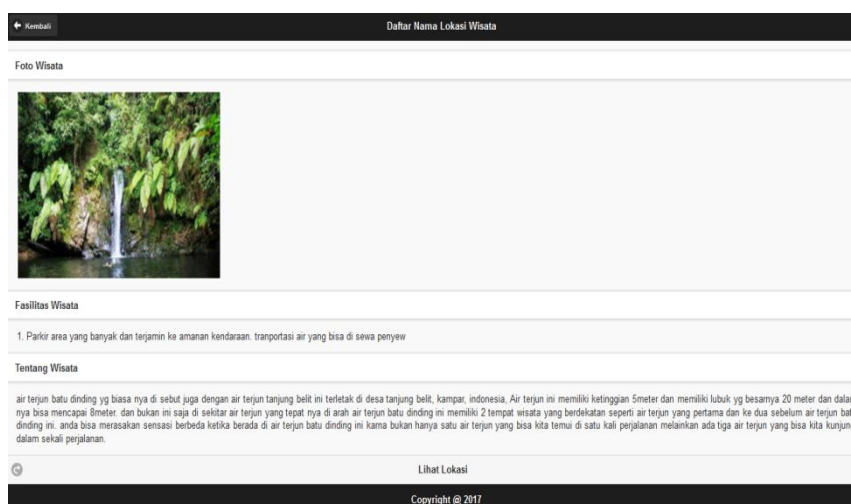 Kembali
Daftar Nama Lokasi Wisata
Foto Wisata
Fasilitas Wisata
1. Parkir area yang banyak dan terjamin ke amanan kendaraan. tranportasi air yang bisa di sewa penyew
Tentang Wisata
air terjun batu dinding yg biasa nya di sebut juga dengan air terjun tanjung belit ini terletak di desa tanjung belit, kampar, indonesia, Air terjun ini memiliki ketinggian 5meter dan memiliki lubuk yg besarnya 20 meter dan dala
nya bisa mencapai 8meter. dan bukan ini saja di sekitar air terjun yang tepat nya di arah air terjun batu dinding ini memiliki 2 tempat wisata yang berdekatan seperti air terjun yang pertama dan ke dua sebelum air terjun bat
dinding ini. anda bisa merasakan sensasi berbeda ketika berada di air terjun batu dinding ini karna bukan hanya satu air terjun yang bisa kita temui di satu kali perjalanan melainkan ada tiga air terjun yang bisa kita kunjun
dalam sekali perjalanan.
Lihat Lokasi
Copyright @ 2017